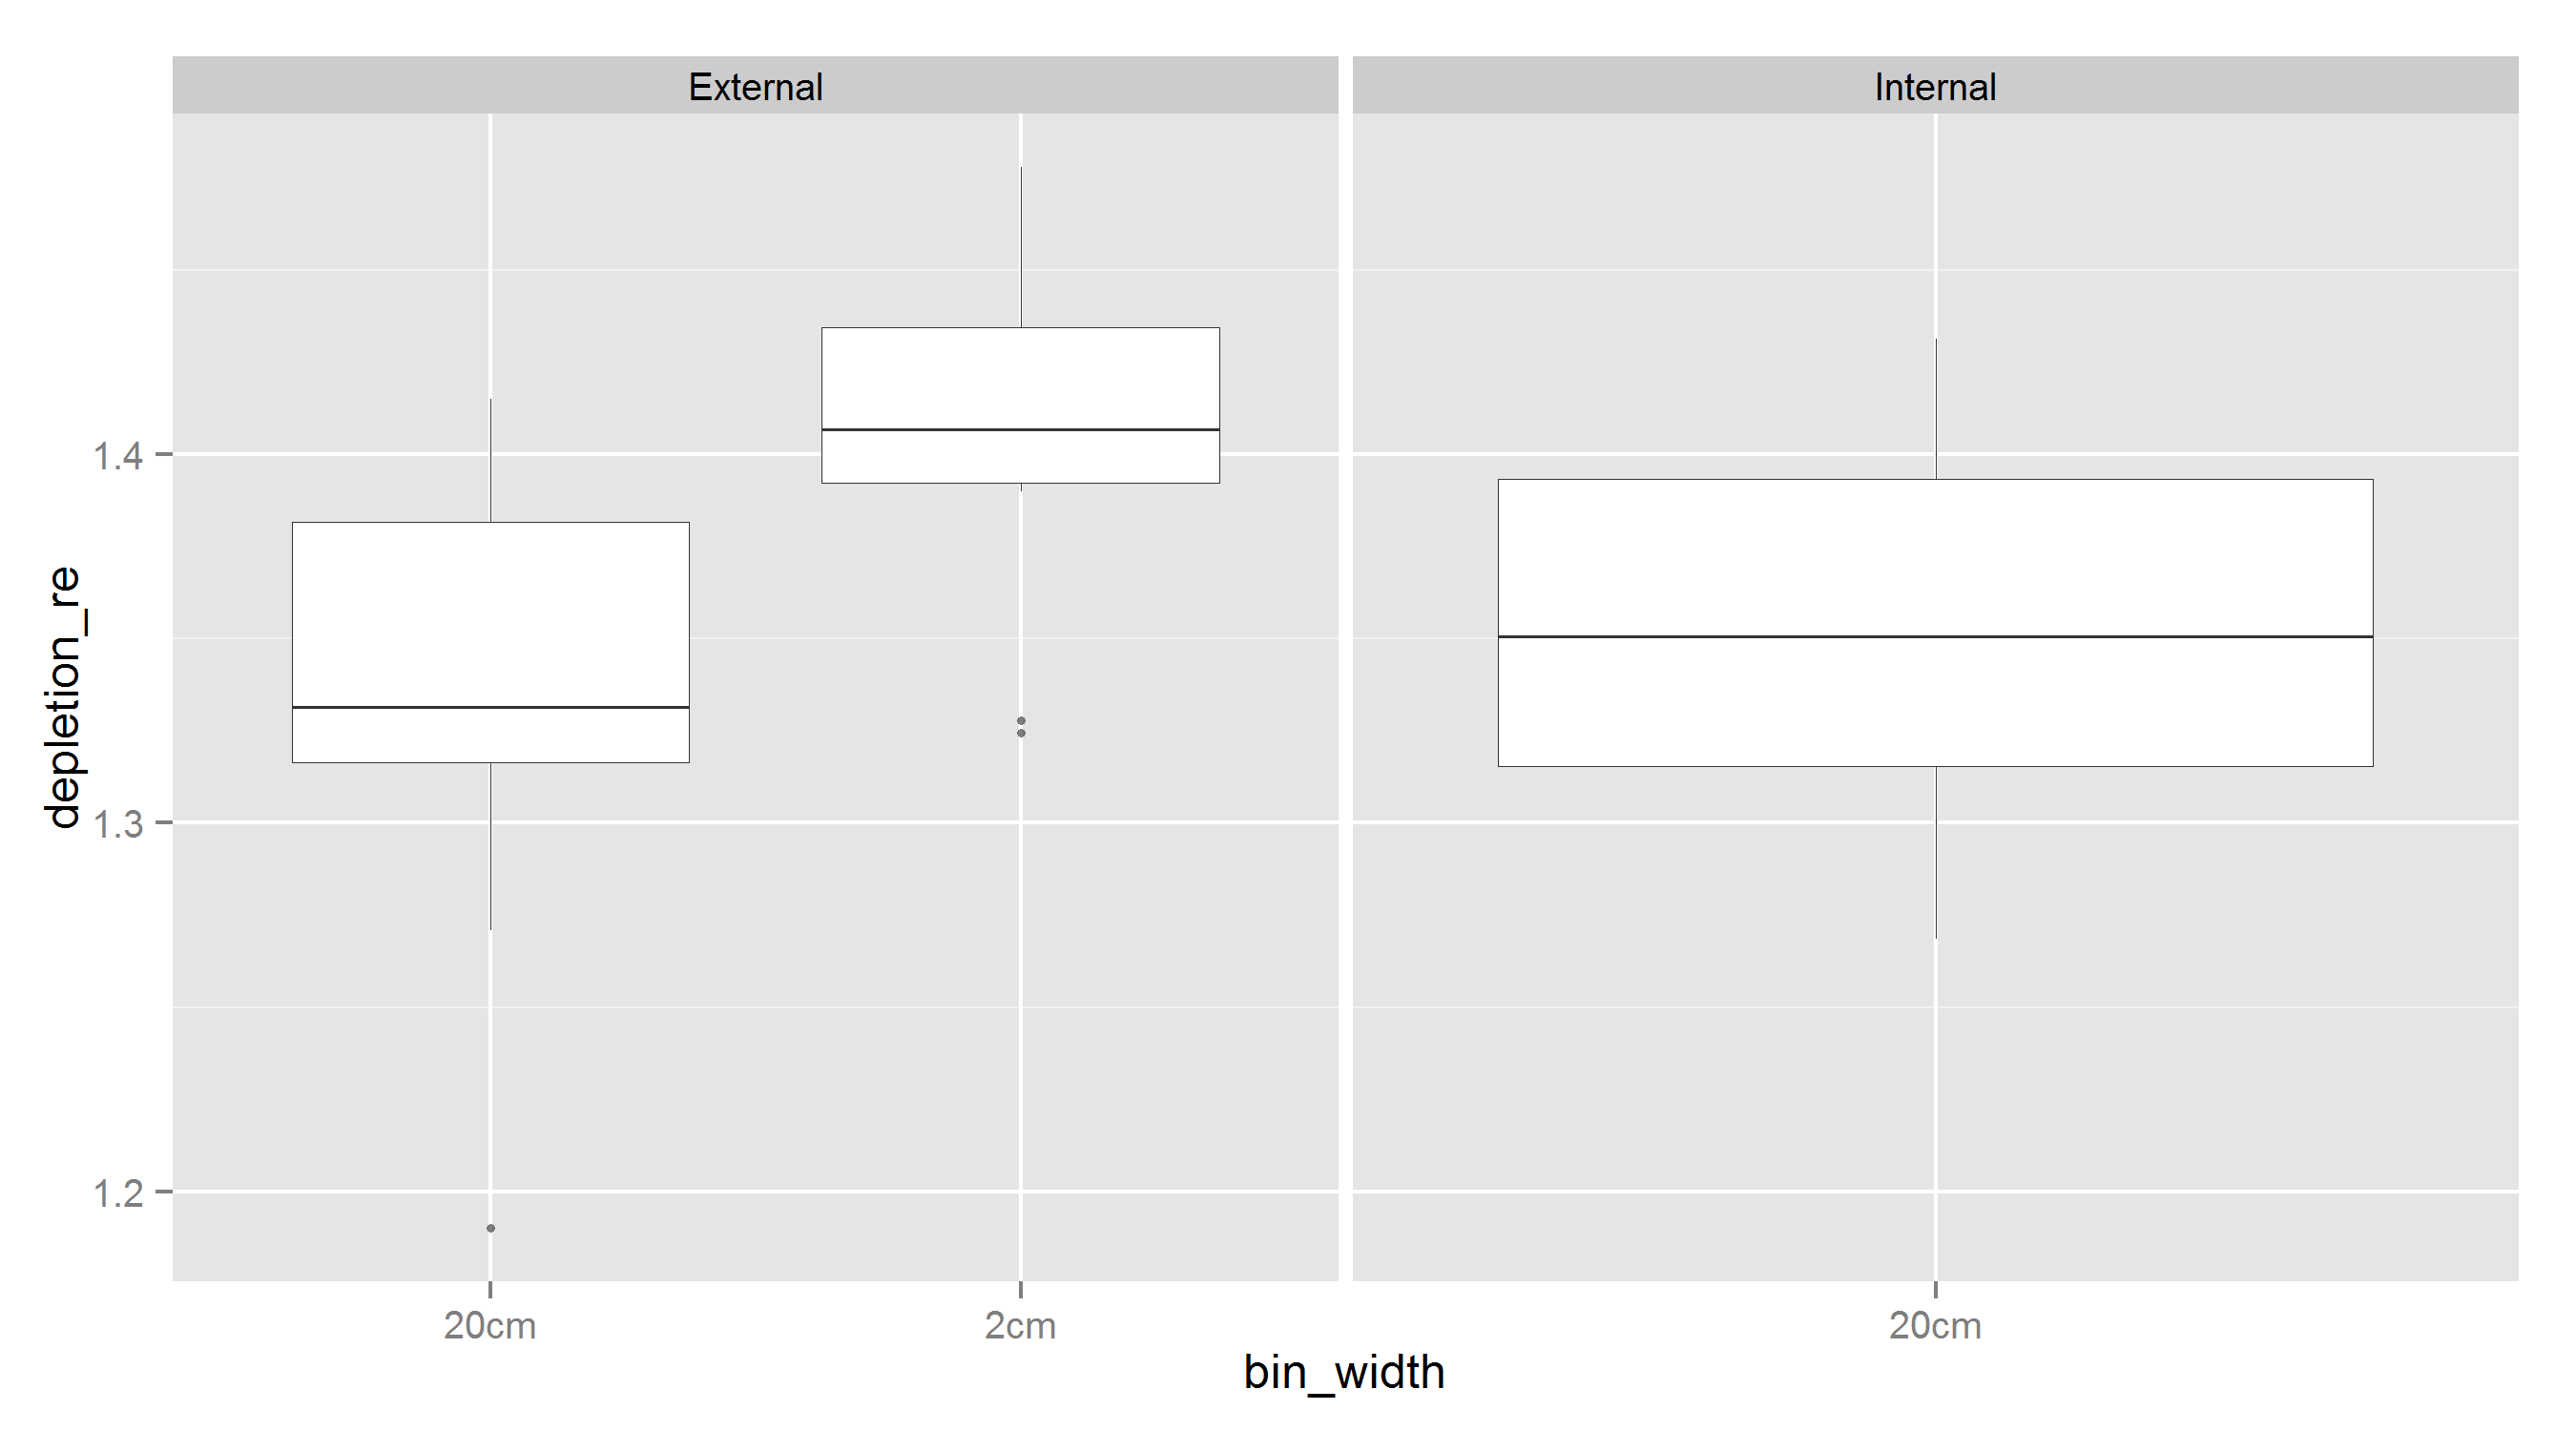 External
Internal
1.4
1.3
1.2
depletion_re
20cm
2cm
20cm
bin_width